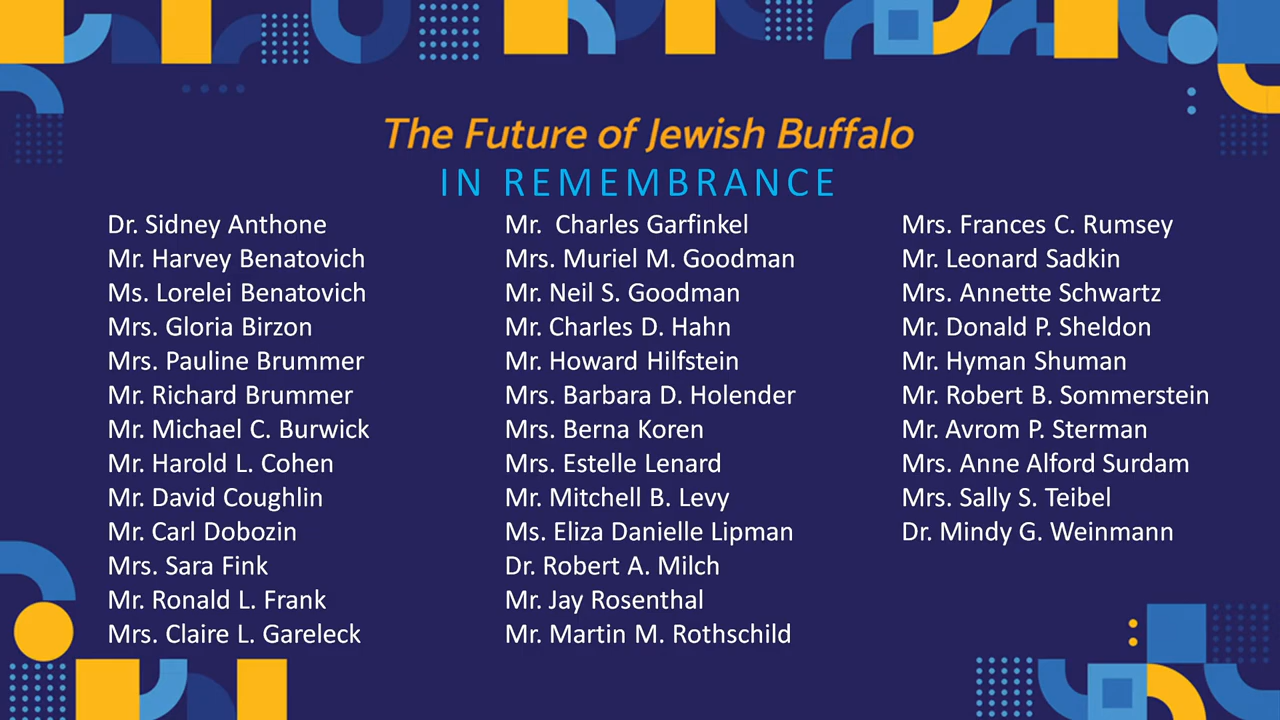 The Future of Jewish Buffalo
IN REMEMBRANCE
Dr. Sidney Anthone
Mr. Harvey Benatovich
Ms. Lorelei Benatovich
Mrs. Gloria Birzon
Mrs. Pauline Brummer
Mr. Richard Brummer
Mr. Michael C. Burwick
Mr. Harold L. Cohen
Mr. David Coughlin
Mr. Carl Dobozin
Mrs. Sara Fink
Mr. Ronald L. Frank
Mrs. Claire L. Gareleck
Mr.  Charles Garfinkel
Mrs. Muriel M. Goodman
Mr. Neil S. Goodman
Mr. Charles D. Hahn
Mr. Howard Hilfstein
Mrs. Barbara D. Holender
Mrs. Berna Koren
Mrs. Estelle Lenard
Mr. Mitchell B. Levy
Ms. Eliza Danielle Lipman
Dr. Robert A. Milch
Mr. Jay Rosenthal
Mr. Martin M. Rothschild
Mrs. Frances C. Rumsey
Mr. Leonard Sadkin
Mrs. Annette Schwartz
Mr. Donald P. Sheldon
Mr. Hyman Shuman
Mr. Robert B. Sommerstein
Mr. Avrom P. Sterman
Mrs. Anne Alford Surdam
Mrs. Sally S. Teibel
Dr. Mindy G. Weinmann